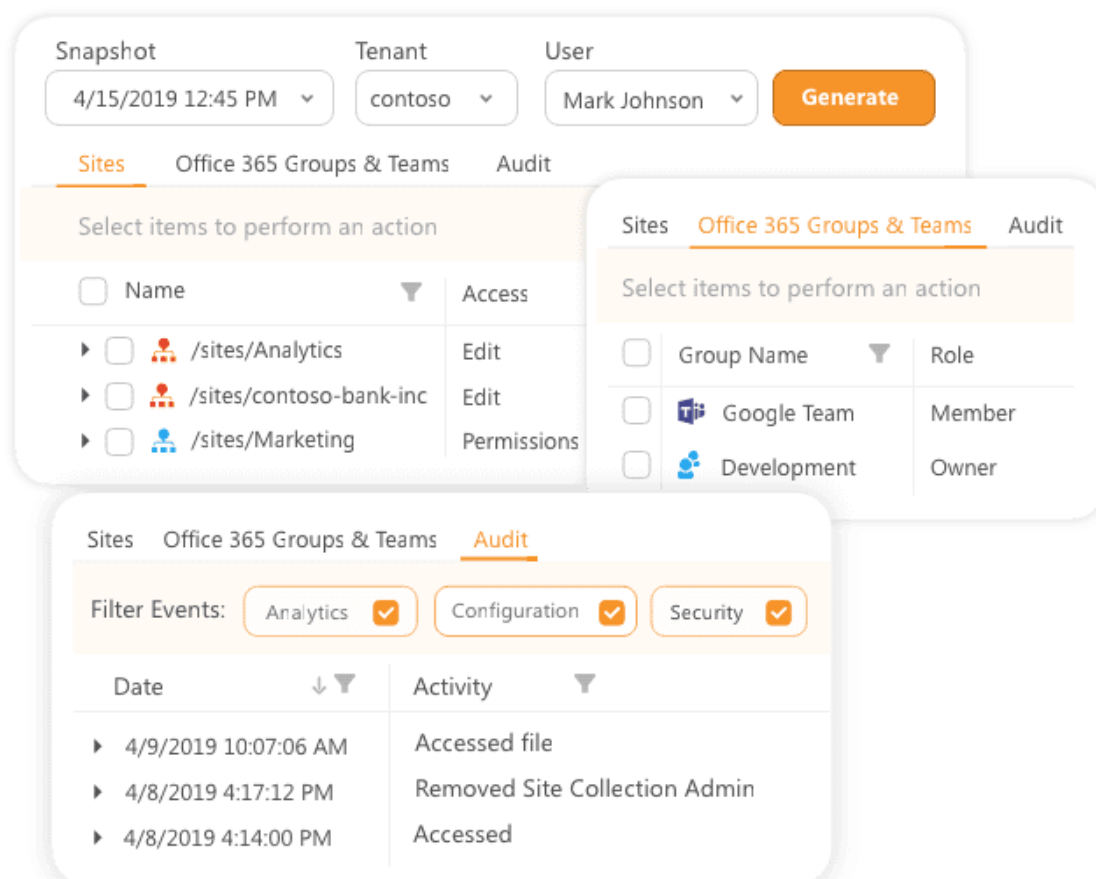 Snapshot Tenant User
4/15/2019 12:45 PM contoso Mark Johnson Generate
Sites Office 365 Groups & Teams Audit
Select items to perform an action
Name Access
/sites/Analytics Edit
/sites/contoso-bank-inc Edit
/sites/Marketing Permissions
Sites Office 365 Groups & Teams Audit
Select items to perform an action
Group Name Role
Google Team Member
Development Owner
Sites Office 365 Groups & Teams Audit
Filter Events: Analytics Configuration Security
Date Activity
4/9/2019 10:07:06 AM Accessed file
4/8/2019 4:17:12 PM Removed Site Collection Admin
4/8/2019 4:14:00 PM Accessed